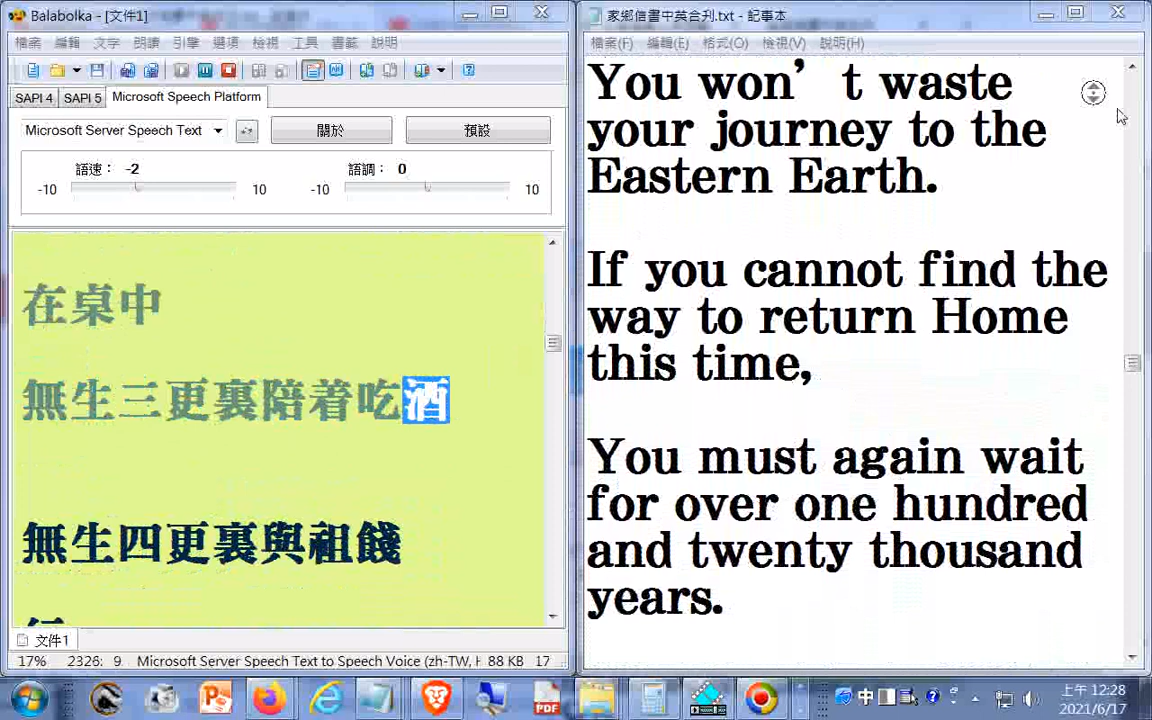 Balabolka - [文件1]
檔案 編輯 文字 朗讀 引擎 選項 檢視 工具 書籤 說明
SAPI 4 SAPI 5 Microsoft Speech Platform
Microsoft Server Speech Text 關於 預設
語速： -2 語調： 0
-10 10 -10 10
在桌中
無生三更裏陪着吃酒
無生四更裏與祖餞
文件1
17% 2326: 9 Microsoft Server Speech Text to Speech Voice (zh-TW, H 88 KB 17
家鄉信書中英合刋.txt - 記事本
檔案(F) 編輯(E) 格式(O) 檢視(V) 說明(H)
You won’t waste
your journey to the
Eastern Earth.
If you cannot find the
way to return Home
this time,
You must again wait
for over one hundred
and twenty thousand
years.
PDF
中
上午 12:28
2021/6/17